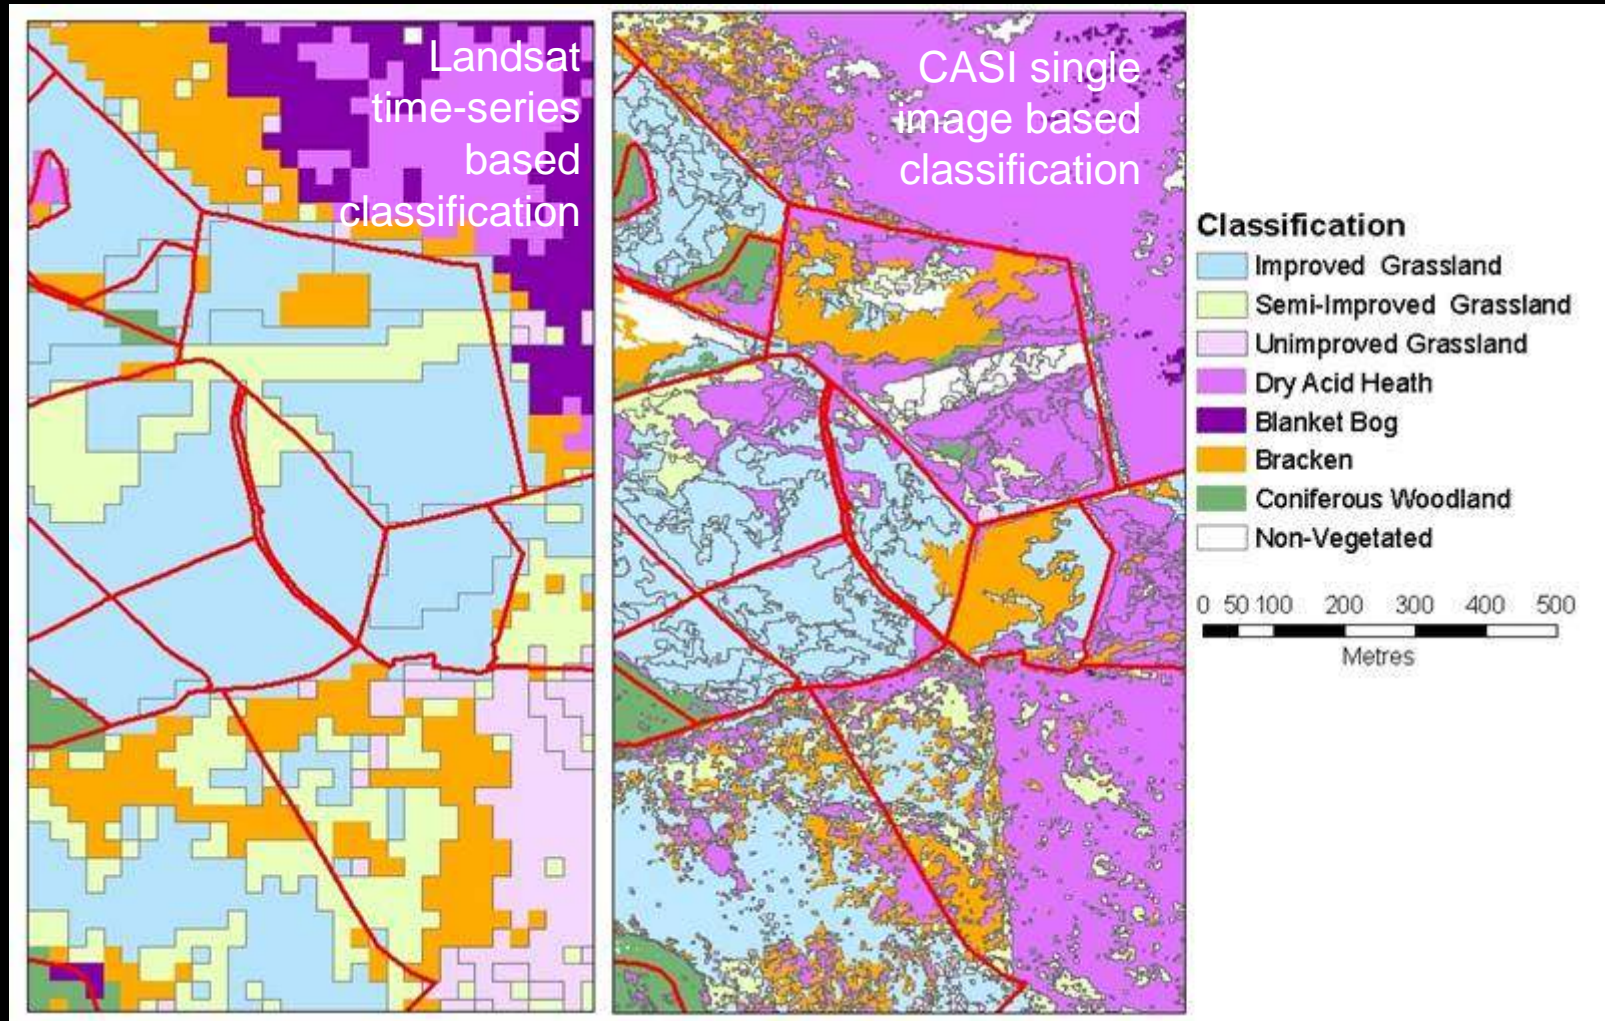 Landsat
time-series
based
classification
CASI single
image based
classification
Classification
Improved Grassland
Semi-Improved Grassland
Unimproved Grassland
Dry Acid Heath
Blanket Bog
Bracken
Coniferous Woodland
Non-Vegetated
0 50 100 200 300 400 500
Metres